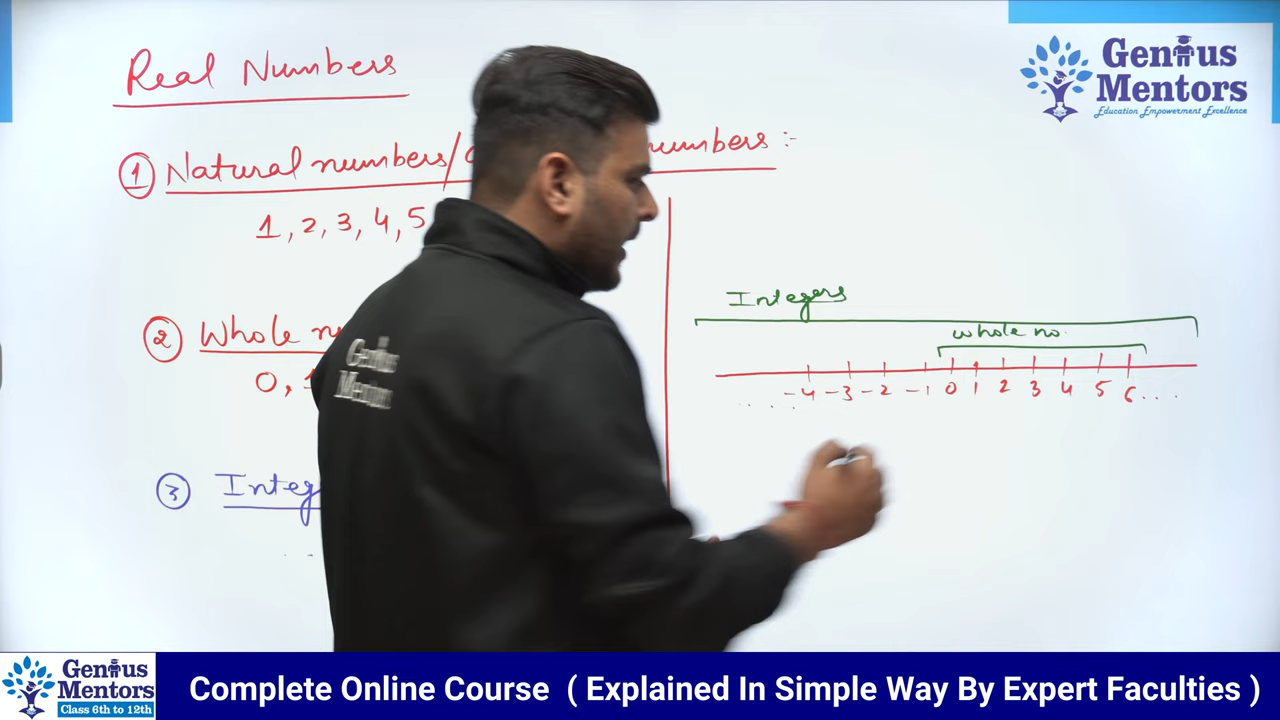 Real Numbers
Genius
Mentors
Education Empowerment Excellence
① Natural numbers/ numbers :-
1, 2, 3, 4, 5
Integers
② Whole
whole no.
0,
.... -4 -3 -2 -1 0 1 2 3 4 5 6 ....
Genius
Mentors
③
Genius
Mentors
Class 6th to 12th
Complete Online Course ( Explained In Simple Way By Expert Faculties )